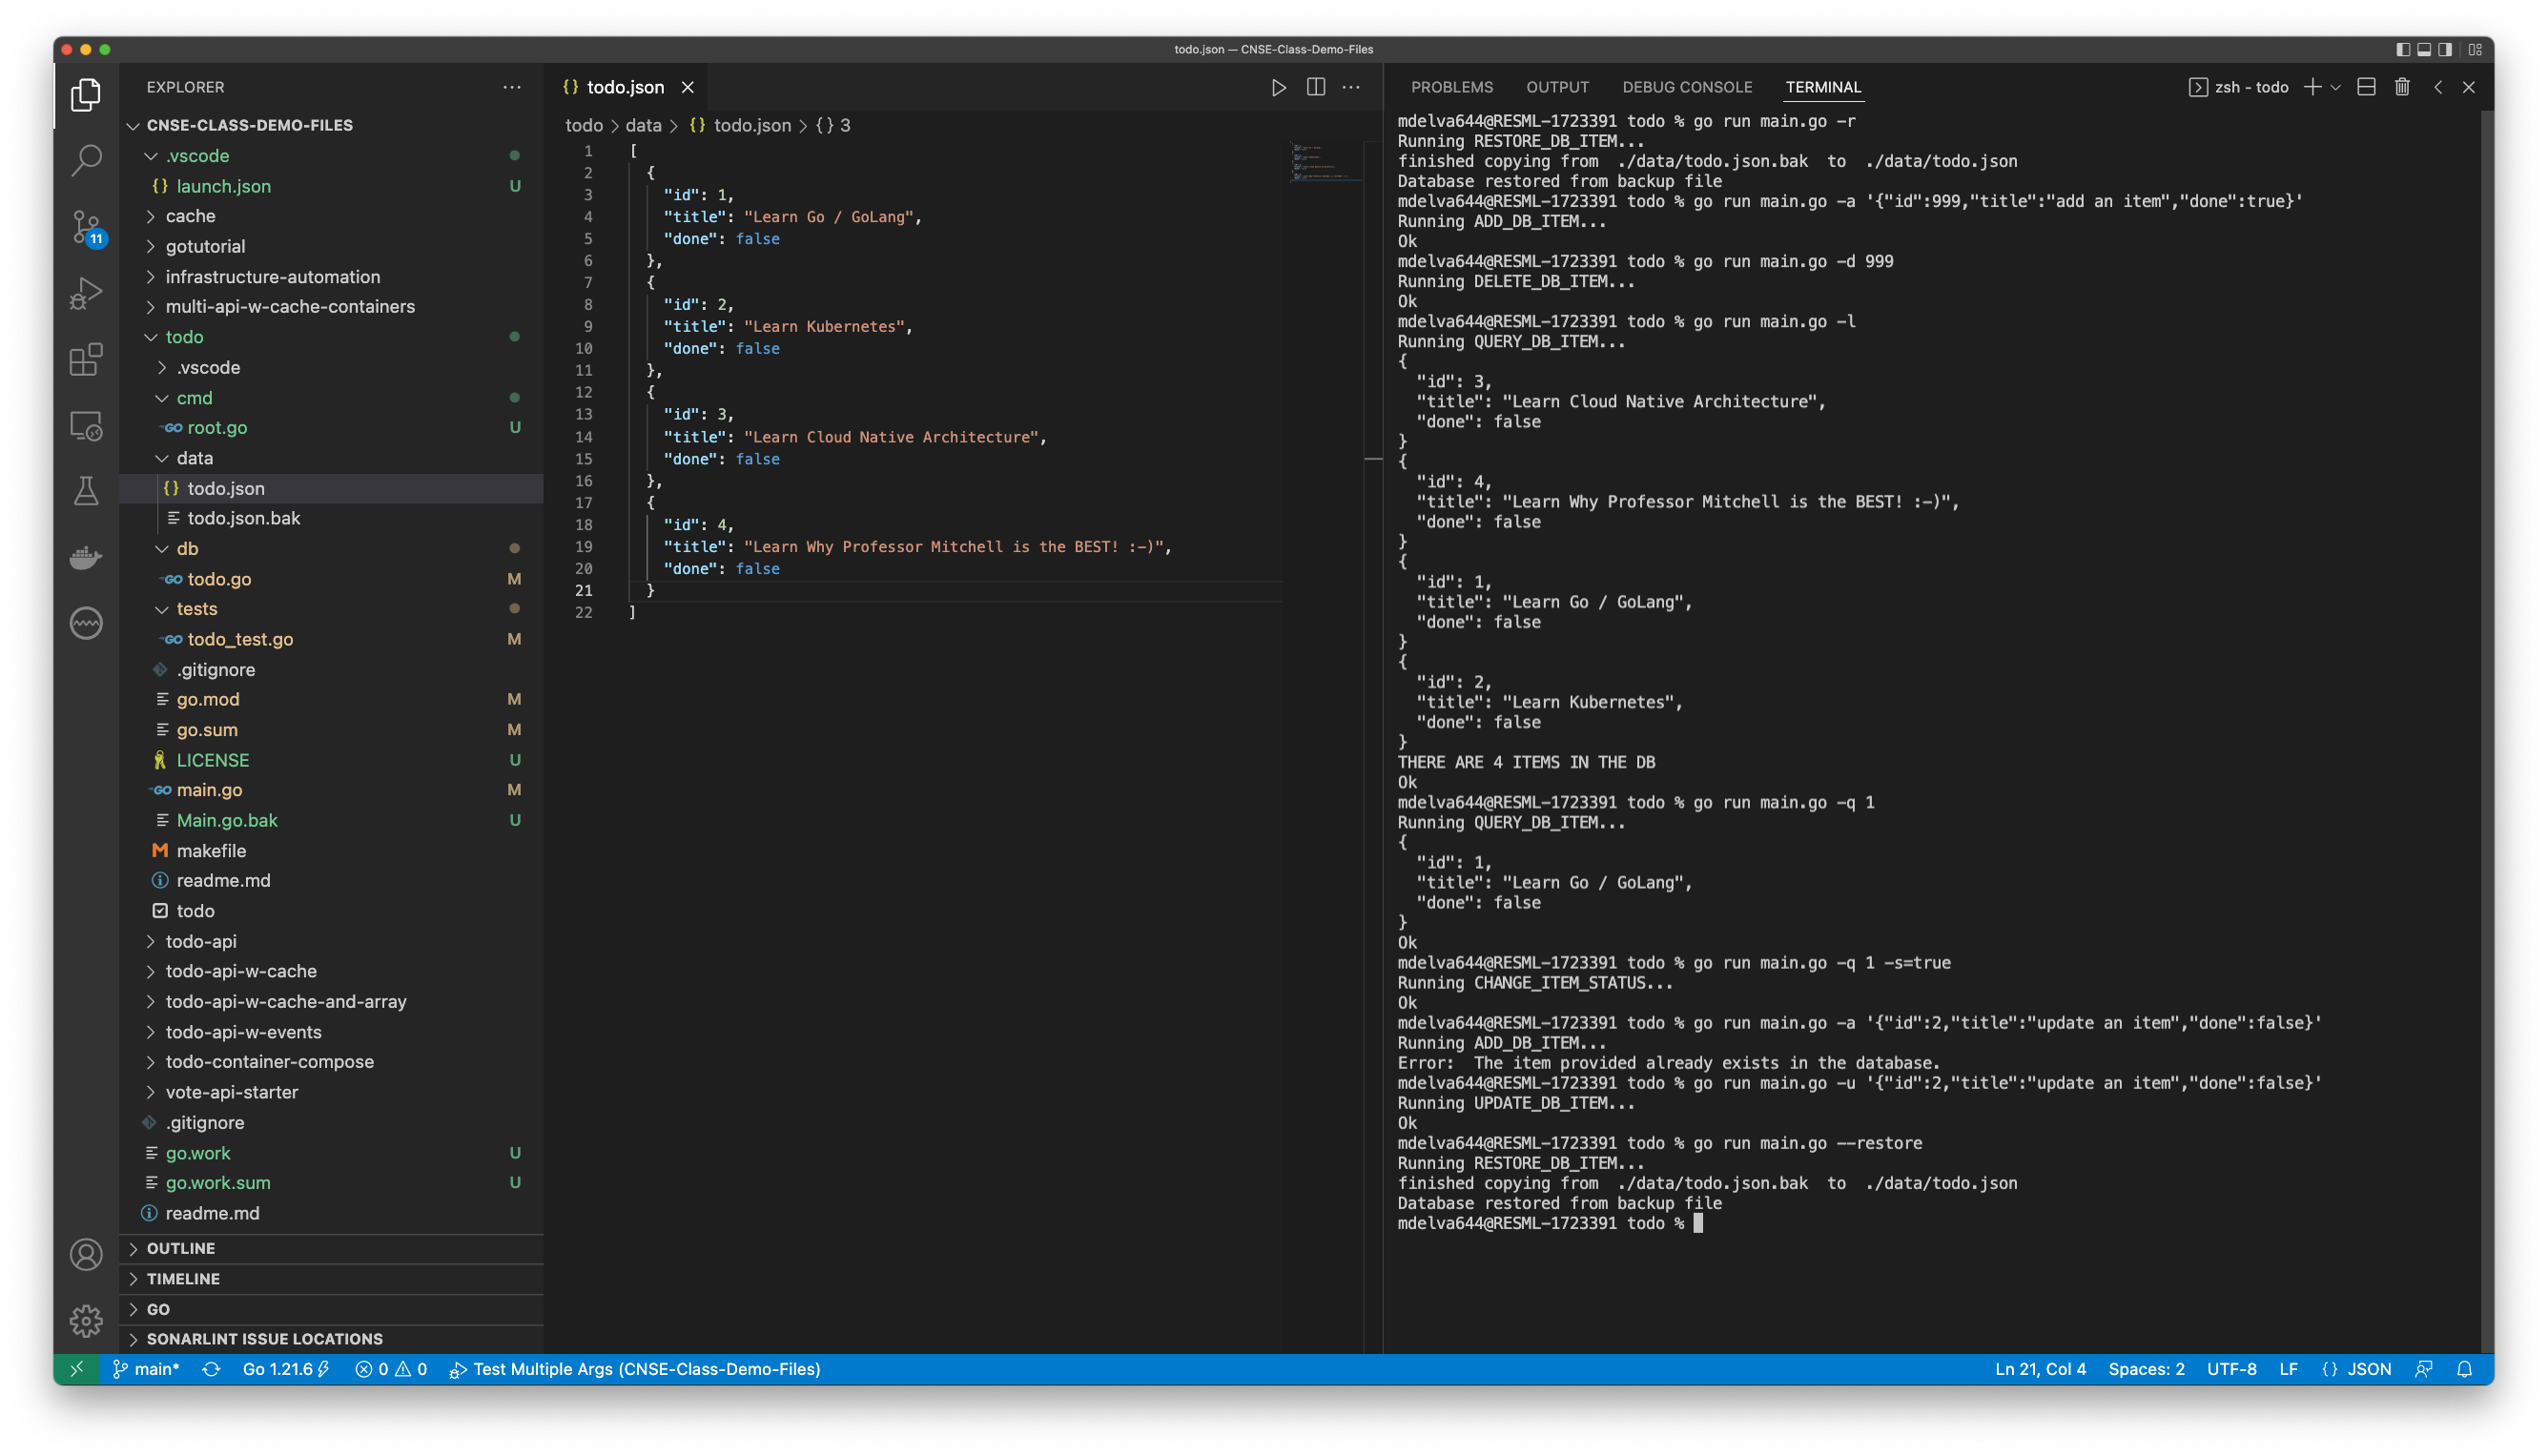 todo.json — CNSE-Class-Demo-Files
EXPLORER
CNSE-CLASS-DEMO-FILES
.vscode
{} launch.json U
cache
gotutorial
infrastructure-automation
multi-api-w-cache-containers
todo
.vscode
cmd
GO root.go U
data
{} todo.json
todo.json.bak
db
GO todo.go M
tests
GO todo_test.go M
.gitignore
go.mod M
go.sum M
LICENSE U
GO main.go M
Main.go.bak U
M makefile
readme.md
todo
todo-api
todo-api-w-cache
todo-api-w-cache-and-array
todo-api-w-events
todo-container-compose
vote-api-starter
.gitignore
go.work U
go.work.sum U
readme.md
OUTLINE
TIMELINE
GO
SONARLINT ISSUE LOCATIONS
11
{} todo.json
todo > data > {} todo.json > {} 3
1 [
2 {
3 "id": 1,
4 "title": "Learn Go / GoLang",
5 "done": false
6 },
7 {
8 "id": 2,
9 "title": "Learn Kubernetes",
10 "done": false
11 },
12 {
13 "id": 3,
14 "title": "Learn Cloud Native Architecture",
15 "done": false
16 },
17 {
18 "id": 4,
19 "title": "Learn Why Professor Mitchell is the BEST! :-)",
20 "done": false
21 }
22 ]
PROBLEMS OUTPUT DEBUG CONSOLE TERMINAL
zsh - todo
mdelva644@RESML-1723391 todo % go run main.go -r
Running RESTORE_DB_ITEM...
finished copying from ./data/todo.json.bak to ./data/todo.json
Database restored from backup file
mdelva644@RESML-1723391 todo % go run main.go -a '{"id":999,"title":"add an item","done":true}'
Running ADD_DB_ITEM...
Ok
mdelva644@RESML-1723391 todo % go run main.go -d 999
Running DELETE_DB_ITEM...
Ok
mdelva644@RESML-1723391 todo % go run main.go -l
Running QUERY_DB_ITEM...
{
"id": 3,
"title": "Learn Cloud Native Architecture",
"done": false
}
{
"id": 4,
"title": "Learn Why Professor Mitchell is the BEST! :-)",
"done": false
}
{
"id": 1,
"title": "Learn Go / GoLang",
"done": false
}
{
"id": 2,
"title": "Learn Kubernetes",
"done": false
}
THERE ARE 4 ITEMS IN THE DB
Ok
mdelva644@RESML-1723391 todo % go run main.go -q 1
Running QUERY_DB_ITEM...
{
"id": 1,
"title": "Learn Go / GoLang",
"done": false
}
Ok
mdelva644@RESML-1723391 todo % go run main.go -q 1 -s=true
Running CHANGE_ITEM_STATUS...
Ok
mdelva644@RESML-1723391 todo % go run main.go -a '{"id":2,"title":"update an item","done":false}'
Running ADD_DB_ITEM...
Error: The item provided already exists in the database.
mdelva644@RESML-1723391 todo % go run main.go -u '{"id":2,"title":"update an item","done":false}'
Running UPDATE_DB_ITEM...
Ok
mdelva644@RESML-1723391 todo % go run main.go --restore
Running RESTORE_DB_ITEM...
finished copying from ./data/todo.json.bak to ./data/todo.json
Database restored from backup file
mdelva644@RESML-1723391 todo %
main* Go 1.21.6 0 0 Test Multiple Args (CNSE-Class-Demo-Files) Ln 21, Col 4 Spaces: 2 UTF-8 LF {} JSON